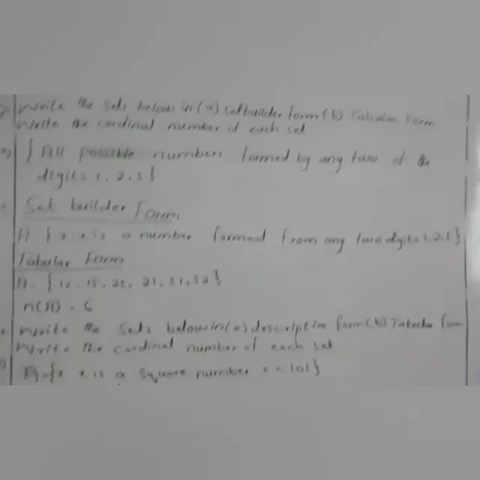 Write the sets below in (a) setbuilder form (b) Tabular Form
Write the cardinal number of each set
{ All possible numbers formed by any two of the
digits 1, 2, 5 }
Set builder Form
A {x x is a number formed from any two digits 1, 2, 5 }
Tabular Form
A = { 12, 15, 25, 21, 51, 52 }
n(A) = 6
Write the sets below in (a) descriptive form (b) Tabular for
Write the cardinal number of each set
A = {x x is a square number x < 101 }